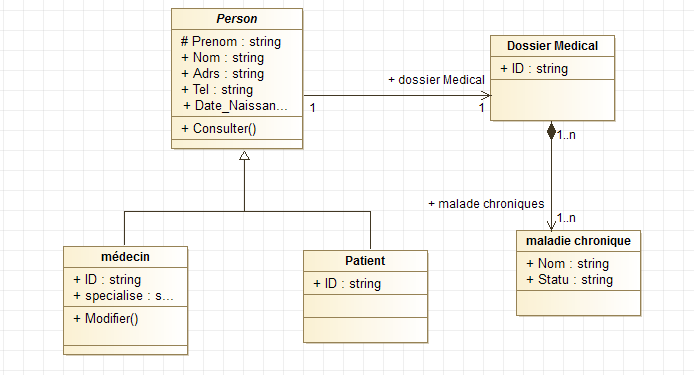 Person
# Prenom : string
+ Nom : string
+ Adrs : string
+ Tel : string
+ Date_Naissan...
+ Consulter()
+ dossier Medical
1
1
Dossier Medical
+ ID : string
1..n
+ malade chroniques
1..n
médecin
+ ID : string
+ specialise : s...
+ Modifier()
Patient
+ ID : string
maladie chronique
+ Nom : string
+ Statu : string